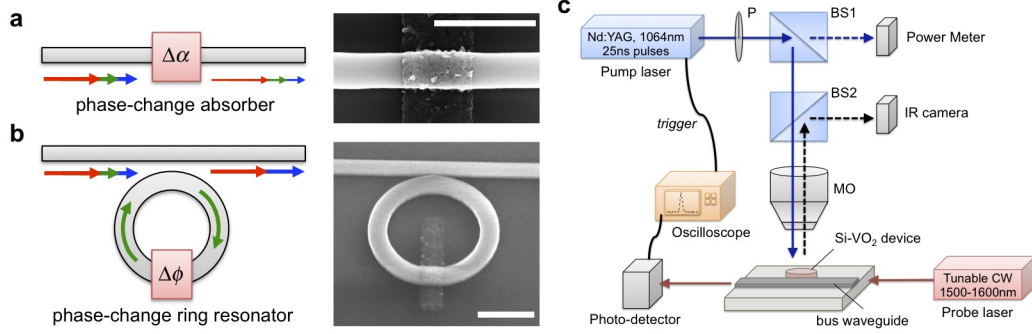 a
Δα
phase-change absorber
b
Δϕ
phase-change ring resonator
c
Nd:YAG, 1064nm
25ns pulses
Pump laser
P
BS1
Power Meter
BS2
IR camera
trigger
MO
Oscilloscope
Si-VO₂ device
Tunable CW
1500-1600nm
Probe laser
bus waveguide
Photo-detector